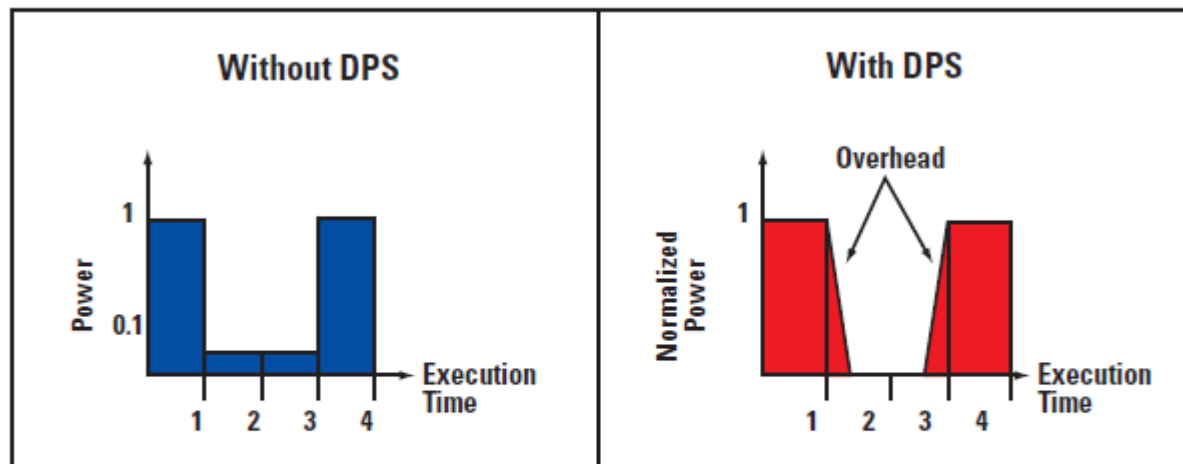 Without DPS
Power
1
0.1
1
2
3
4
Execution
Time
With DPS
Overhead
Normalized
Power
1
1
2
3
4
Execution
Time